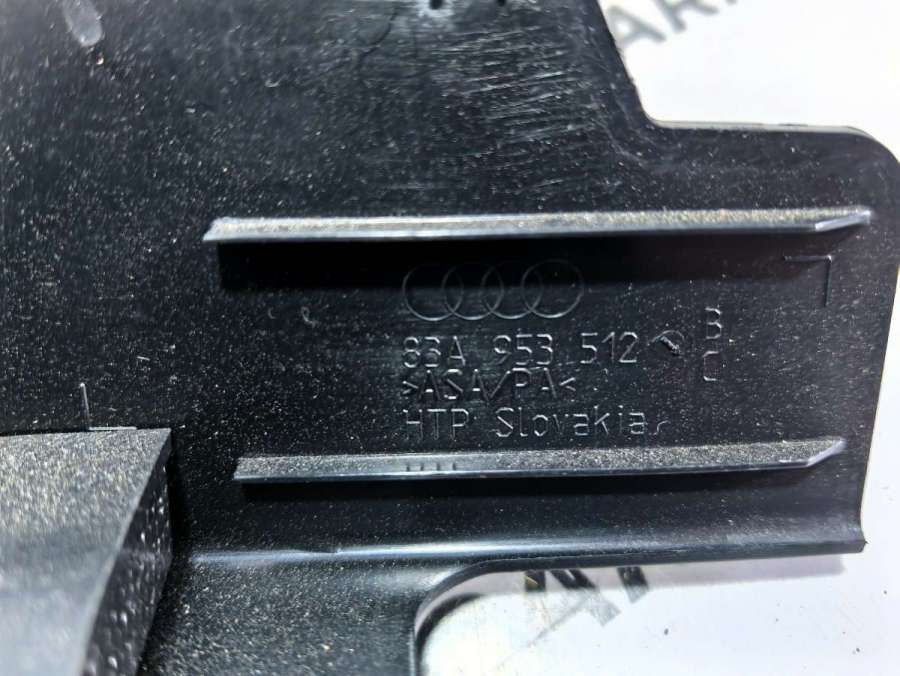 83A 953 512 B
C
>ASA/PA<
HTP Slovakia